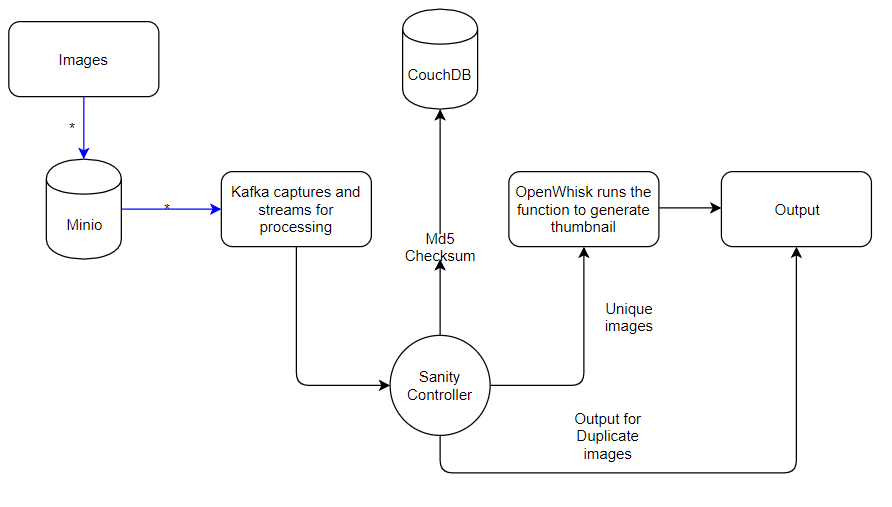 Images
CouchDB
*
Minio
*
Kafka captures and
streams for
processing
OpenWhisk runs the
function to generate
thumbnail
Output
Md5
Checksum
Unique
images
Sanity
Controller
Output for
Duplicate
images